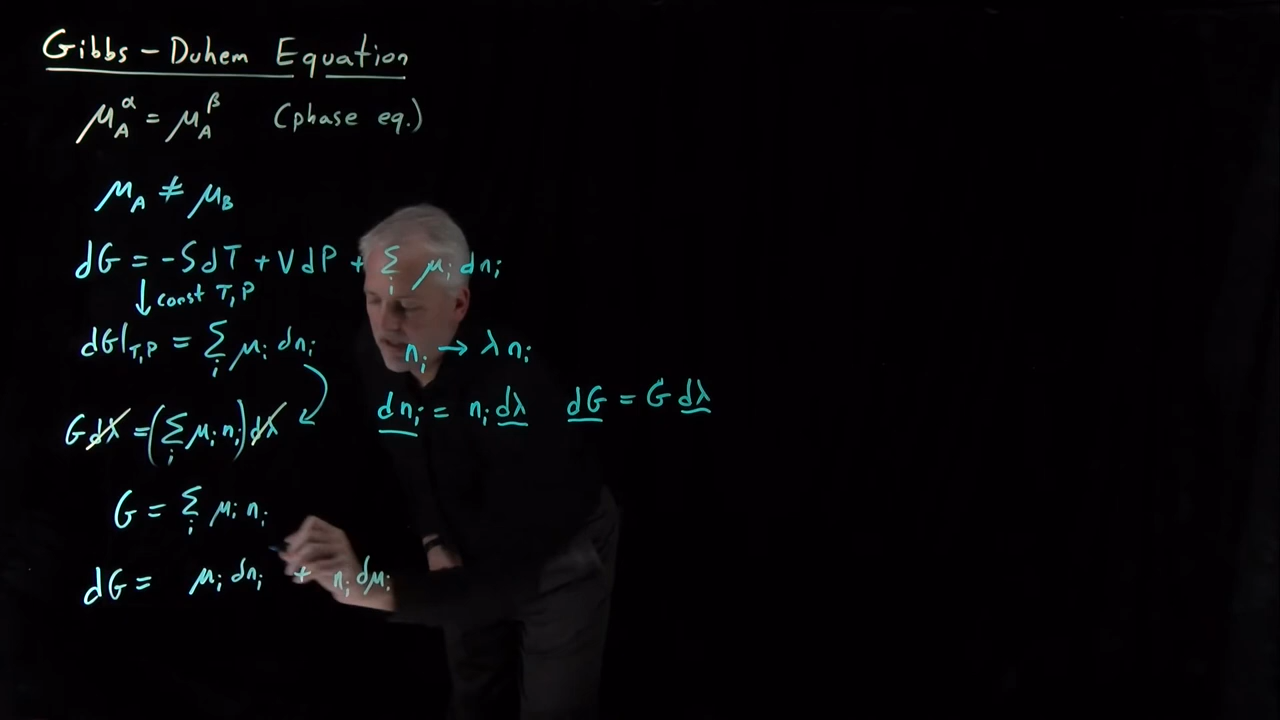 Gibbs – Duhem Equation
μ_A^α = μ_A^β (phase eq.)
μ_A ≠ μ_B
dG = -SdT + VdP + Σ_i μ_i dn_i
↓ const T, P
dG|_T,P = Σ_i μ_i dn_i
n_i → λ n_i
dn_i = n_i dλ dG = G dλ
G dλ = (Σ_i μ_i n_i) dλ
G = Σ_i μ_i n_i
dG = μ_i dn_i + n_i dμ_i